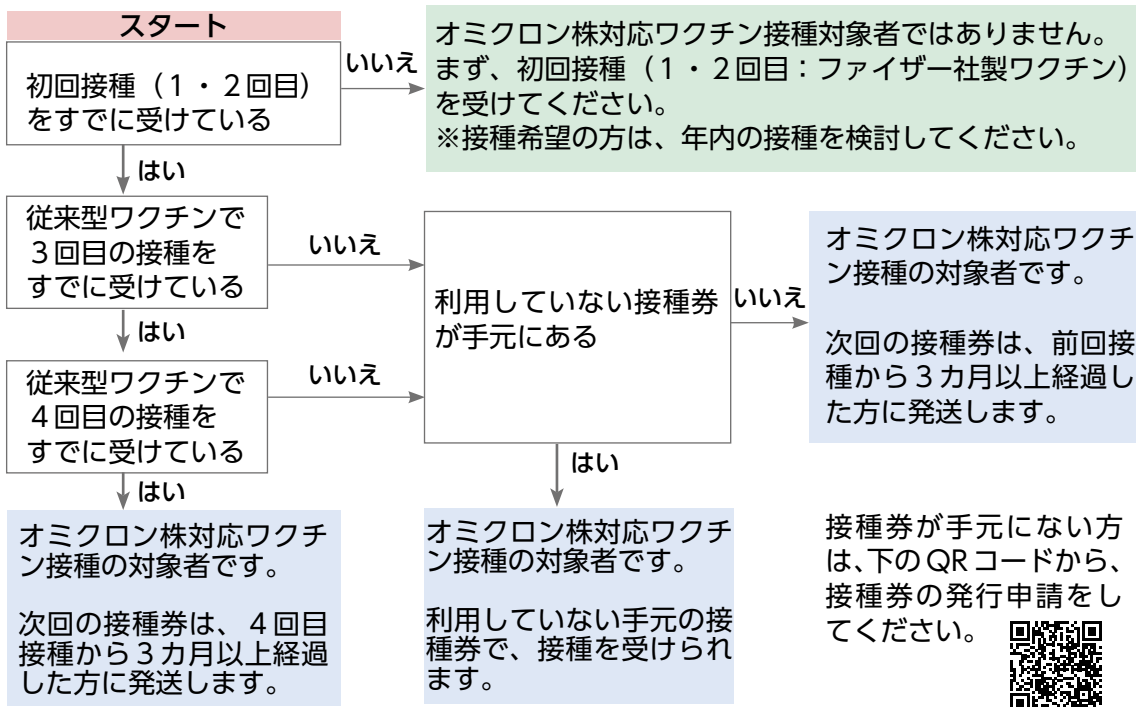 スタート
初回接種（１・２回目）
をすでに受けている
いいえ
オミクロン株対応ワクチン接種対象者ではありません。
まず、初回接種（１・２回目：ファイザー社製ワクチン）
を受けてください。
※接種希望の方は、年内の接種を検討してください。
はい
従来型ワクチンで
３回目の接種を
すでに受けている
いいえ
はい
従来型ワクチンで
４回目の接種を
すでに受けている
いいえ
利用していない接種券
が手元にある
いいえ
オミクロン株対応ワクチ
ン接種の対象者です。
次回の接種券は、前回接
種から３カ月以上経過し
た方に発送します。
はい
オミクロン株対応ワクチ
ン接種の対象者です。
次回の接種券は、４回目
接種から３カ月以上経過
した方に発送します。
はい
オミクロン株対応ワクチ
ン接種の対象者です。
利用していない手元の接
種券で、接種を受けられ
ます。
接種券が手元にない方
は、下のQRコードから、
接種券の発行申請をし
てください。